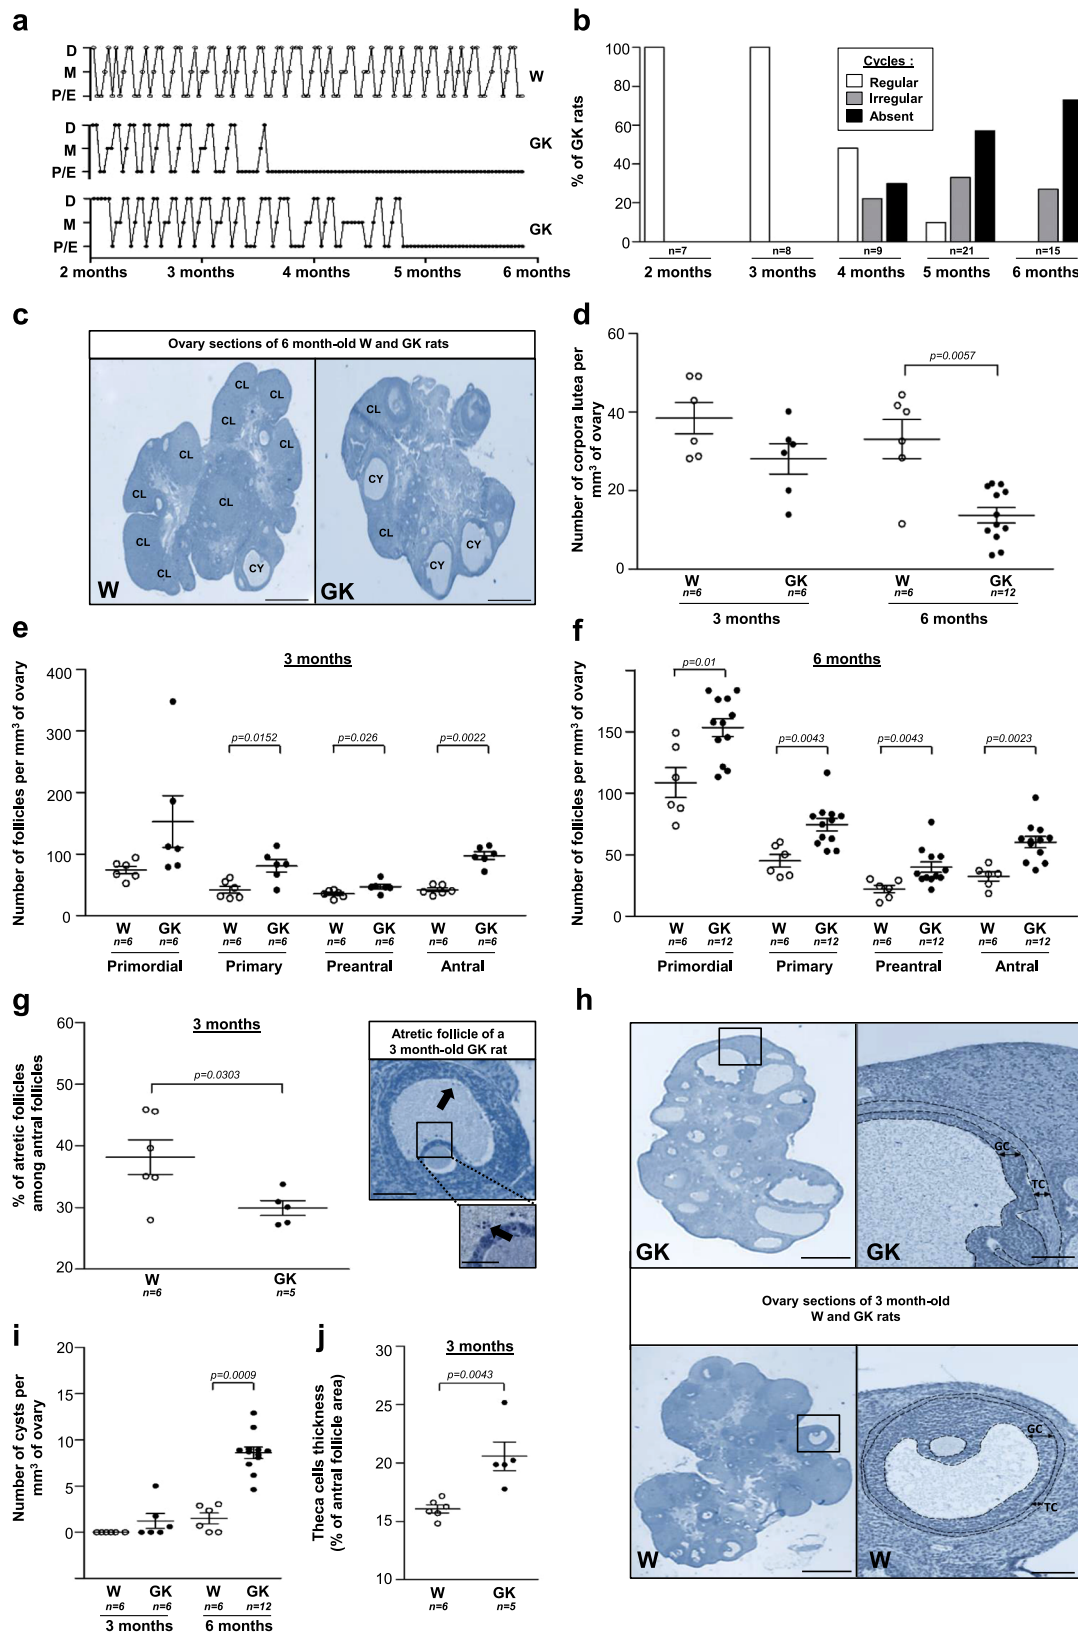 a
D
M
P/E
W
D
M
P/E
GK
D
M
P/E
GK
2 months
3 months
4 months
5 months
6 months
b
% of GK rats
100
80
60
40
20
0
Cycles :
Regular
Irregular
Absent
n=7
n=8
n=9
n=21
n=15
2 months
3 months
4 months
5 months
6 months
c
Ovary sections of 6 month-old W and GK rats
CL
CL
CL
CL
CL
CL
CL
CL
CY
W
CL
CY
CL
CY
CY
GK
d
Number of corpora lutea per
mm³ of ovary
60
40
20
0
p=0.0057
W
GK
W
GK
n=6
n=6
n=6
n=12
3 months
6 months
e
3 months
Number of follicles per mm³ of ovary
400
300
200
100
0
p=0.0152
p=0.026
p=0.0022
W
GK
W
GK
W
GK
W
GK
n=6
n=6
n=6
n=6
n=6
n=6
n=6
n=6
Primordial
Primary
Preantral
Antral
f
6 months
Number of follicles per mm³ of ovary
150
100
50
0
p=0.01
p=0.0043
p=0.0043
p=0.0023
W
GK
W
GK
W
GK
W
GK
n=6
n=12
n=6
n=12
n=6
n=12
n=6
n=12
Primordial
Primary
Preantral
Antral
g
3 months
% of atretic follicles
among antral follicles
60
50
40
30
20
p=0.0303
W
GK
n=6
n=5
Atretic follicle of a
3 month-old GK rat
h
GK
GC
TC
GK
Ovary sections of 3 month-old
W and GK rats
W
GC
TC
W
i
Number of cysts per
mm³ of ovary
20
15
10
5
0
p=0.0009
W
GK
W
GK
n=6
n=6
n=6
n=12
3 months
6 months
j
3 months
Theca cells thickness
(% of antral follicle area)
30
25
20
15
10
p=0.0043
W
GK
n=6
n=5